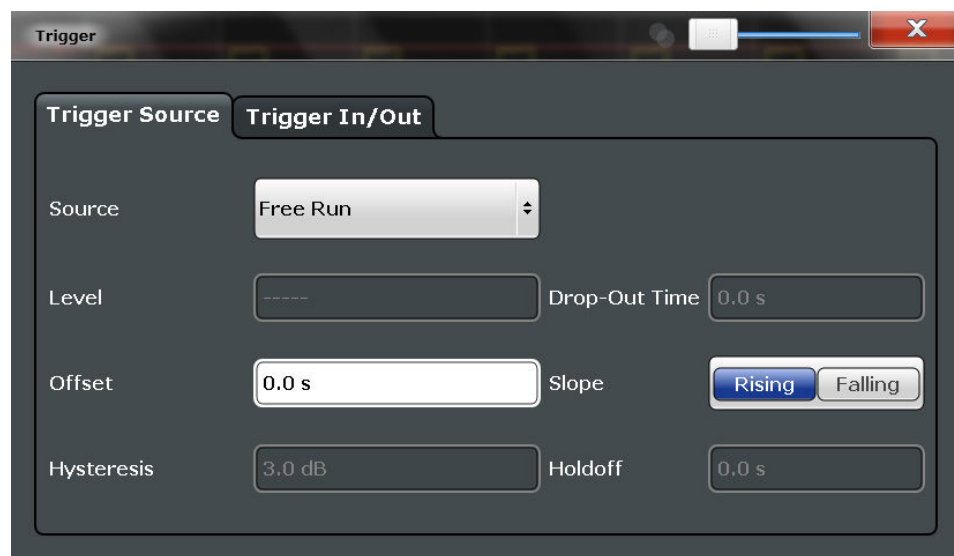 Trigger
Trigger Source Trigger In/Out
Source Free Run
Level ----- Drop-Out Time 0.0 s
Offset 0.0 s Slope Rising Falling
Hysteresis 3.0 dB Holdoff 0.0 s